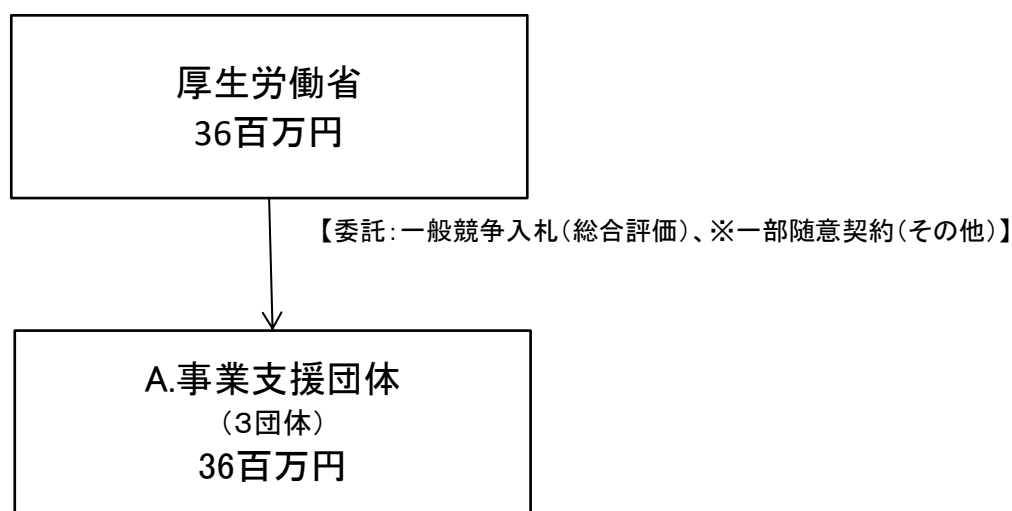 厚生労働省
36百万円
【委託：一般競争入札（総合評価）、※一部随意契約（その他）】
A.事業支援団体
（３団体）
36百万円